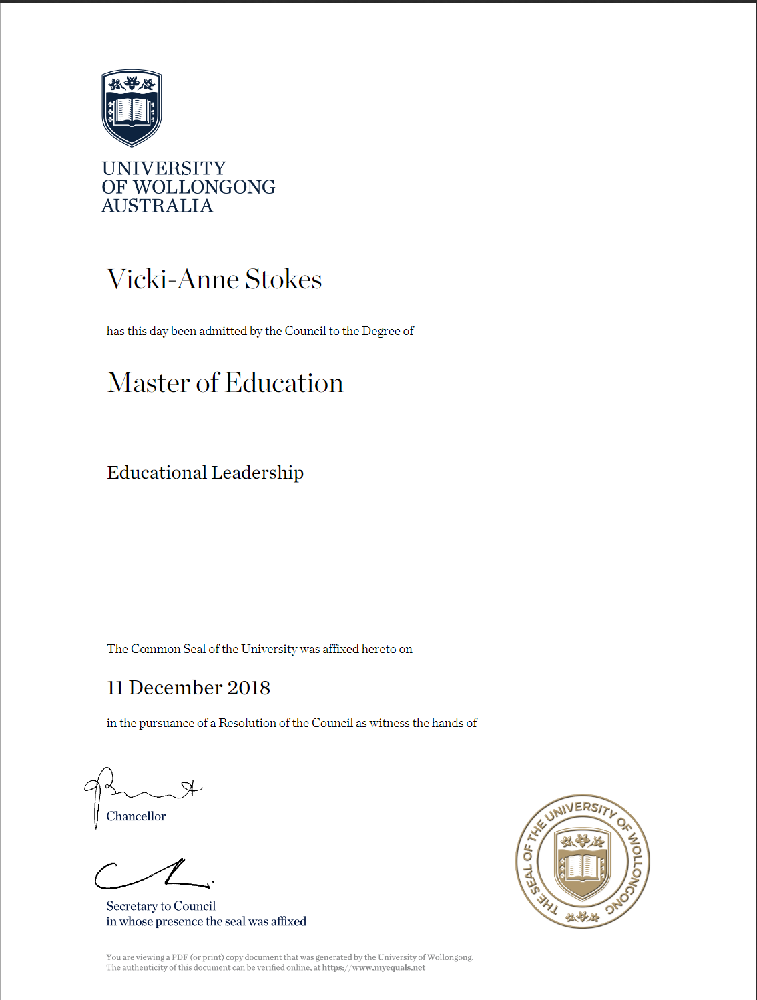 UNIVERSITY
OF WOLLONGONG
AUSTRALIA
Vicki-Anne Stokes
has this day been admitted by the Council to the Degree of
Master of Education
Educational Leadership
The Common Seal of the University was affixed hereto on
11 December 2018
in the pursuance of a Resolution of the Council as witness the hands of
Chancellor
Secretary to Council
in whose presence the seal was affixed
THE SEAL OF THE UNIVERSITY OF WOLLONGONG
You are viewing a PDF (or print) copy document that was generated by the University of Wollongong.
The authenticity of this document can be verified online, at https://www.myequals.net